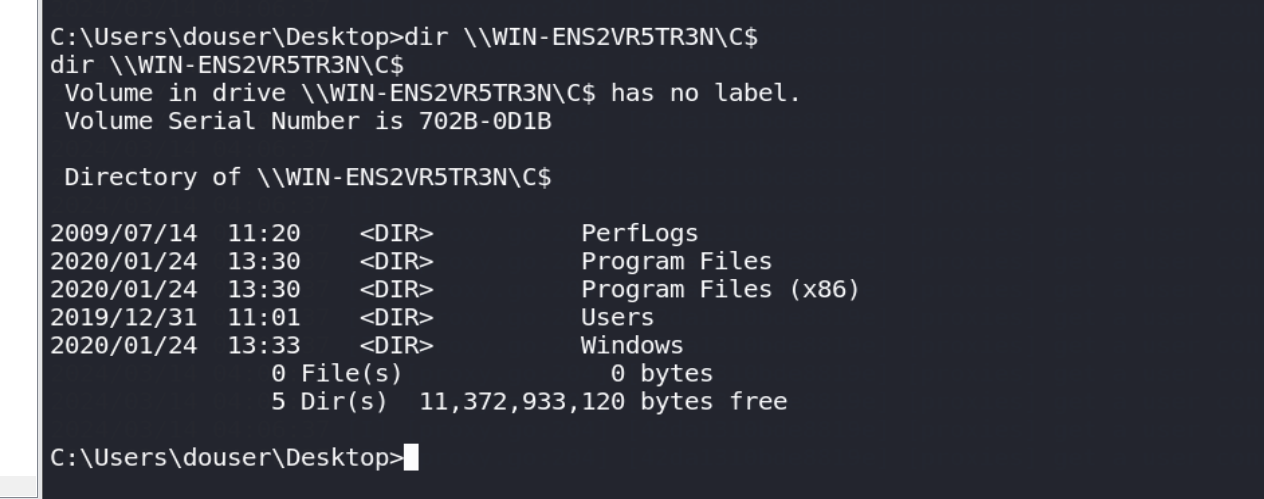 C:\Users\douser\Desktop>dir \\WIN-ENS2VR5TR3N\C$
dir \\WIN-ENS2VR5TR3N\C$
 Volume in drive \\WIN-ENS2VR5TR3N\C$ has no label.
 Volume Serial Number is 702B-0D1B

 Directory of \\WIN-ENS2VR5TR3N\C$

2009/07/14  11:20    <DIR>          PerfLogs
2020/01/24  13:30    <DIR>          Program Files
2020/01/24  13:30    <DIR>          Program Files (x86)
2019/12/31  11:01    <DIR>          Users
2020/01/24  13:33    <DIR>          Windows
               0 File(s)              0 bytes
               5 Dir(s)  11,372,933,120 bytes free

C:\Users\douser\Desktop>